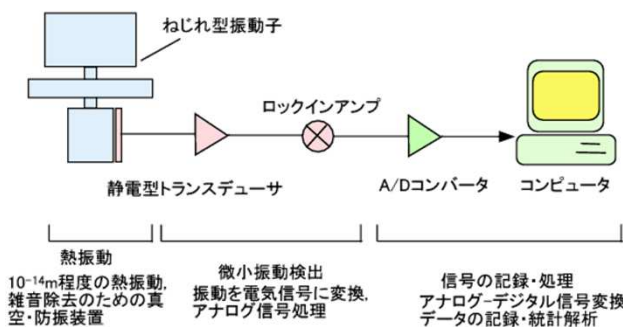 ねじれ型振動子
ロックインアンプ
静電型トランスデューサ
A/Dコンバータ
コンピュータ
熱振動
10⁻¹⁴m程度の熱振動,
雑音除去のための真
空・防振装置
微小振動検出
振動を電気信号に変換,
アナログ信号処理
信号の記録・処理
アナログ-デジタル信号変換
データの記録・統計解析